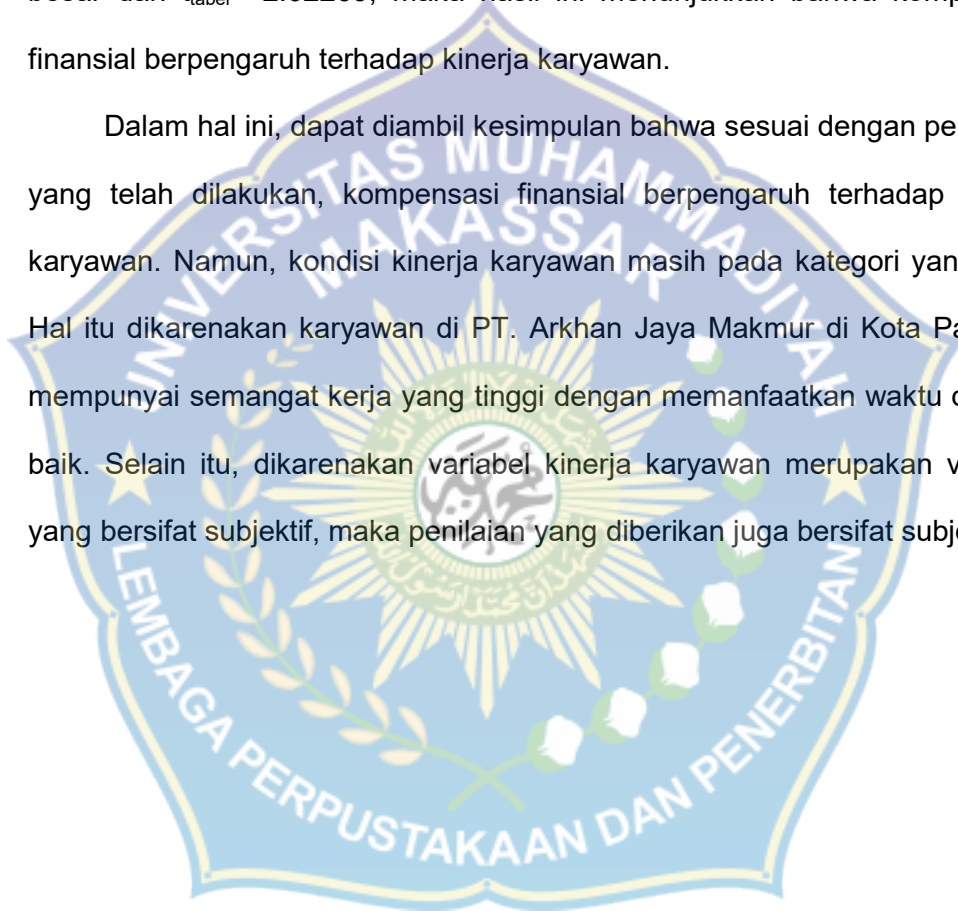 finansial berpengaruh terhadap kinerja karyawan.
Dalam hal ini, dapat diambil kesimpulan bahwa sesuai dengan pe
yang telah dilakukan, kompensasi finansial berpengaruh terhadap
karyawan. Namun, kondisi kinerja karyawan masih pada kategori yan
Hal itu dikarenakan karyawan di PT. Arkhan Jaya Makmur di Kota Pa
mempunyai semangat kerja yang tinggi dengan memanfaatkan waktu
baik. Selain itu, dikarenakan variabel kinerja karyawan merupakan v
yang bersifat subjektif, maka penilaian yang diberikan juga bersifat subj
UNIVERSITAS MUHAMMADIYAH
MAKASSAR
LEMBAGA PERPUSTAKAAN DAN PENERBITAN